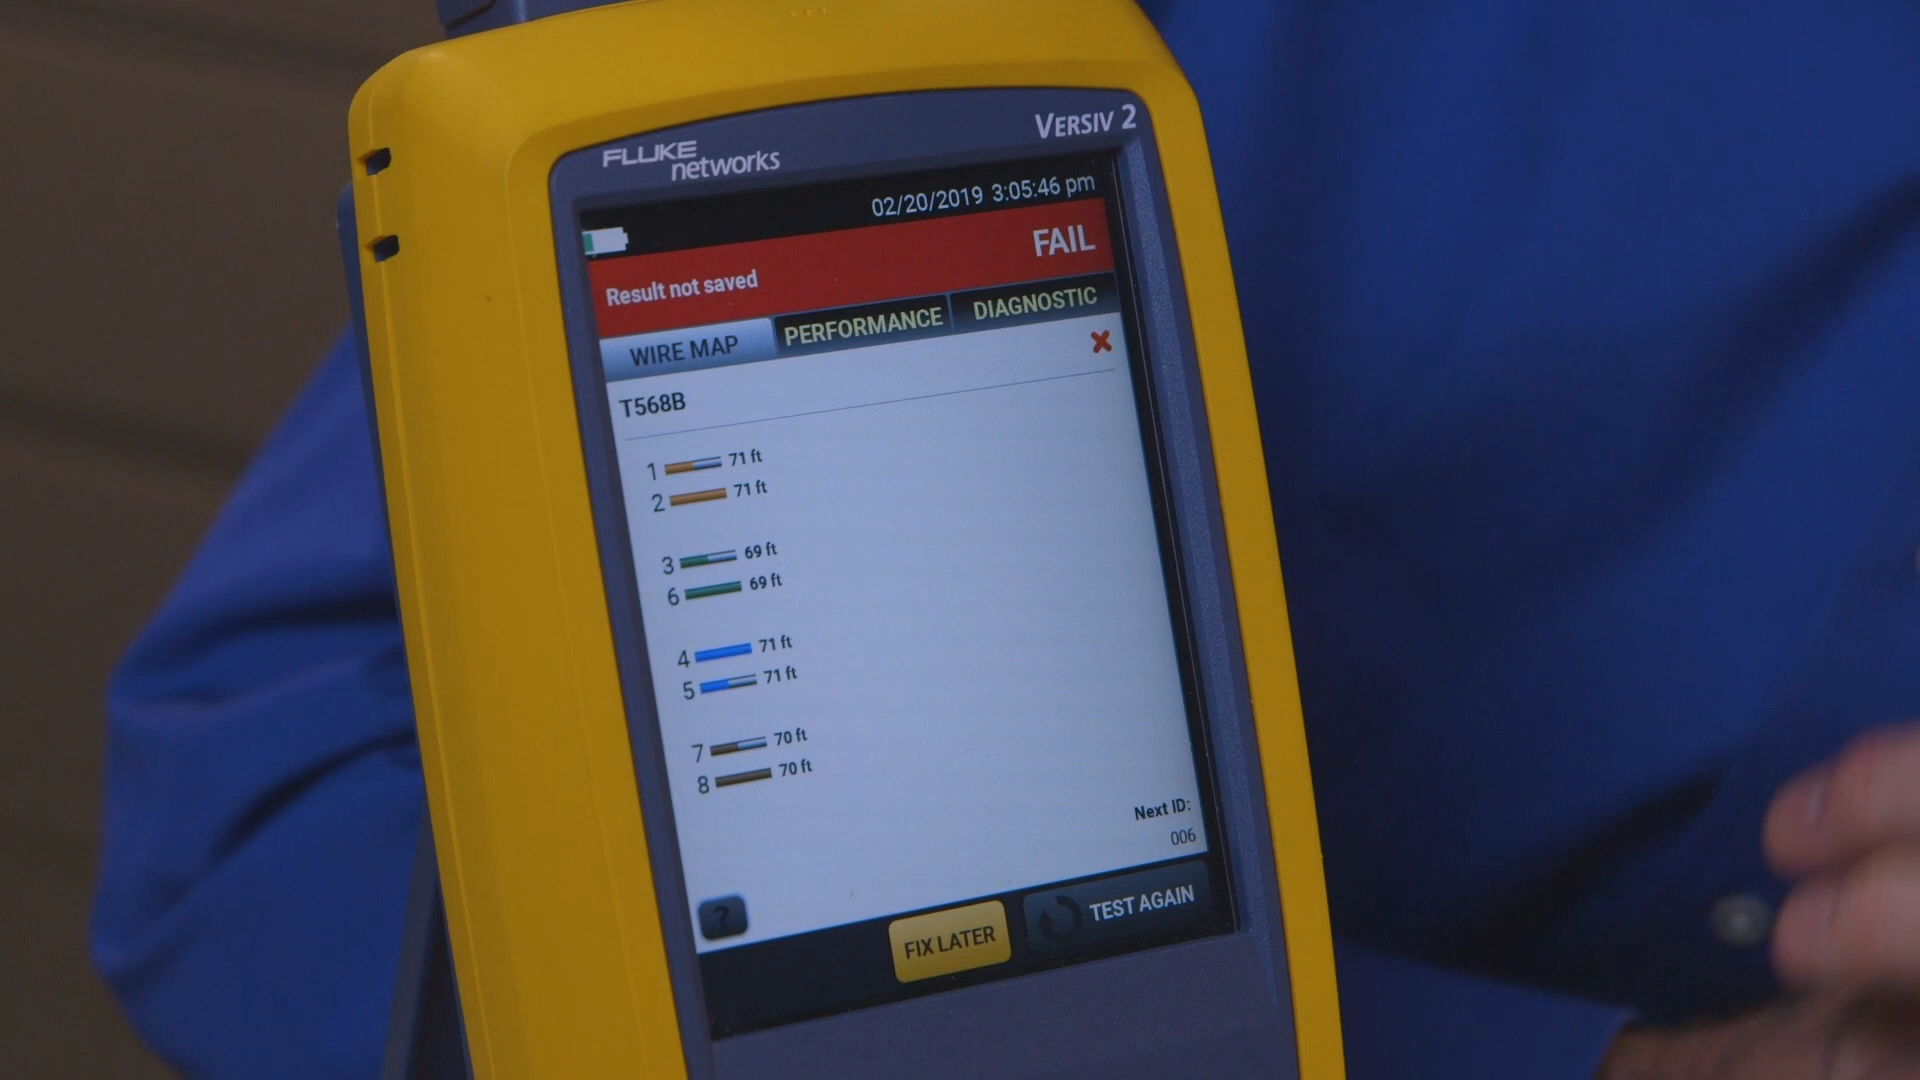 VERSIV 2
FLUKE
networks
02/20/2019 3:05:46 pm
FAIL
Result not saved
WIRE MAP PERFORMANCE DIAGNOSTIC
T568B
1 71 ft
2 71 ft
3 69 ft
6 69 ft
4 71 ft
5 71 ft
7 70 ft
8 70 ft
Next ID:
006
?
FIX LATER TEST AGAIN